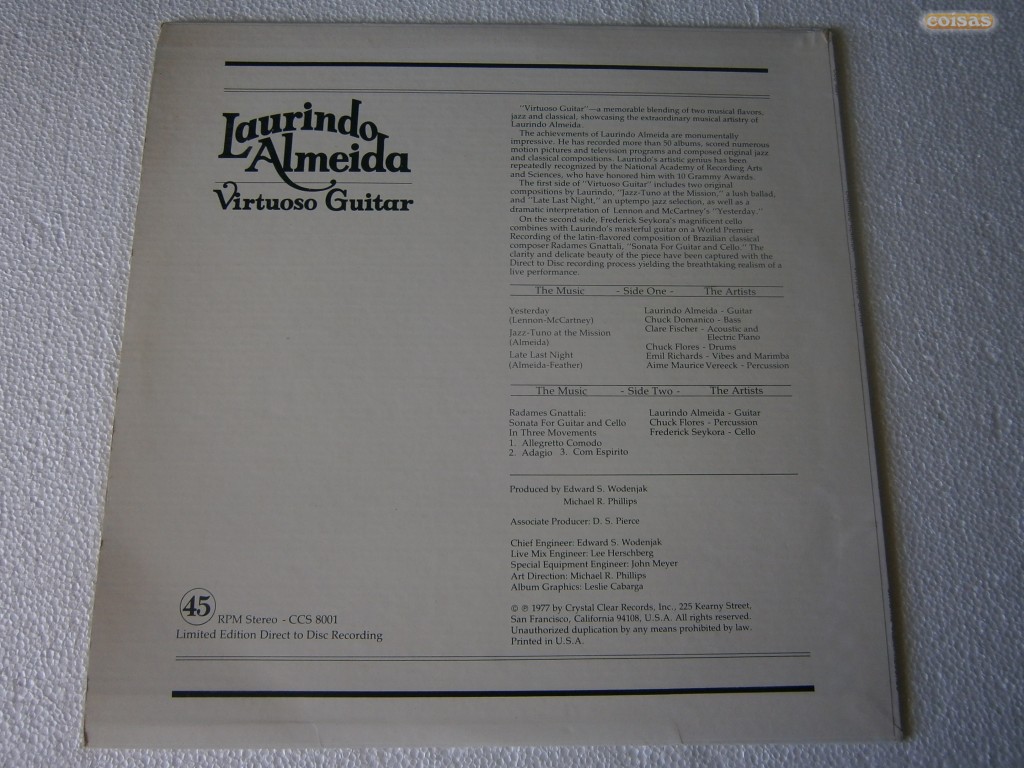 coisas
Laurindo
Almeida
Virtuoso Guitar
"Virtuoso Guitar"—a memorable blending of two musical flavors,
jazz and classical, showcasing the extraordinary musical artistry of
Laurindo Almeida.
The achievements of Laurindo Almeida are monumentally
impressive. He has recorded more than 50 albums, scored numerous
motion pictures and television programs and composed original jazz
and classical compositions. Laurindo's artistic genius has been
repeatedly recognized by the National Academy of Recording Arts
and Sciences, who have honored him with 10 Grammy Awards.
The first side of "Virtuoso Guitar" includes two original
compositions by Laurindo, "Jazz-Tuno at the Mission," a lush ballad,
and "Late Last Night," an uptempo jazz selection, as well as a
dramatic interpretation of Lennon and McCartney's "Yesterday."
On the second side, Frederick Seykora's magnificent cello
combines with Laurindo's masterful guitar on a World Premier
Recording of the latin-flavored composition of Brazilian classical
composer Radames Gnattali, "Sonata For Guitar and Cello." The
clarity and delicate beauty of the piece have been captured with the
Direct to Disc recording process yielding the breathtaking realism of a
live performance.
The Music - Side One - The Artists
Yesterday
(Lennon-McCartney)
Jazz-Tuno at the Mission
(Almeida)
Late Last Night
(Almeida-Feather)
Laurindo Almeida - Guitar
Chuck Domanico - Bass
Clare Fischer - Acoustic and
Electric Piano
Chuck Flores - Drums
Emil Richards - Vibes and Marimba
Aime Maurice Vereeck - Percussion
The Music - Side Two - The Artists
Radames Gnattali:
Sonata For Guitar and Cello
In Three Movements
1. Allegretto Comodo
2. Adagio 3. Com Espirito
Laurindo Almeida - Guitar
Chuck Flores - Percussion
Frederick Seykora - Cello
Produced by Edward S. Wodenjak
Michael R. Phillips
Associate Producer: D. S. Pierce
Chief Engineer: Edward S. Wodenjak
Live Mix Engineer: Lee Herschberg
Special Equipment Engineer: John Meyer
Art Direction: Michael R. Phillips
Album Graphics: Leslie Cabarga
© ℗ 1977 by Crystal Clear Records, Inc., 225 Kearny Street,
San Francisco, California 94108, U.S.A. All rights reserved.
Unauthorized duplication by any means prohibited by law.
Printed in U.S.A.
45 RPM Stereo - CCS 8001
Limited Edition Direct to Disc Recording